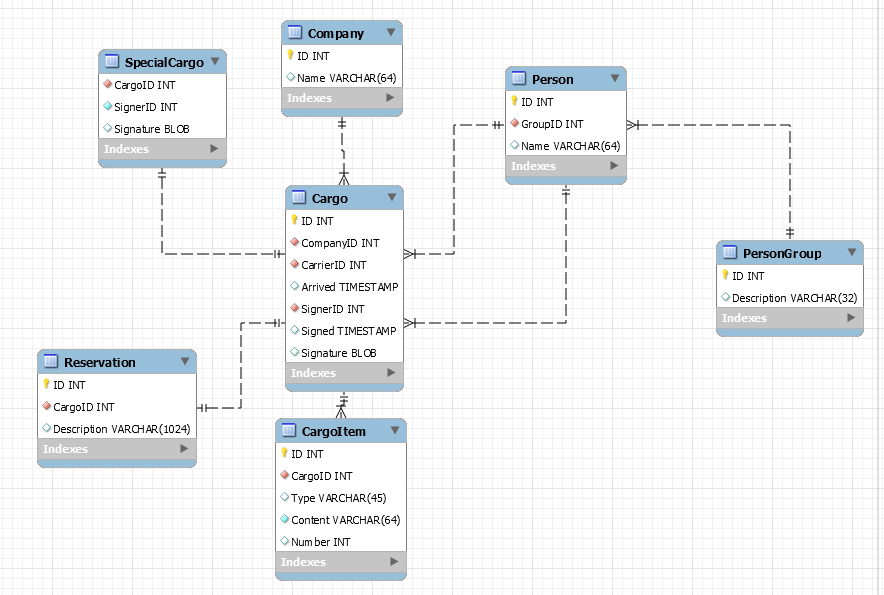 Company
ID INT
Name VARCHAR(64)
Indexes
SpecialCargo
CargoID INT
SignerID INT
Signature BLOB
Indexes
Person
ID INT
GroupID INT
Name VARCHAR(64)
Indexes
Cargo
ID INT
CompanyID INT
CarrierID INT
Arrived TIMESTAMP
SignerID INT
Signed TIMESTAMP
Signature BLOB
Indexes
PersonGroup
ID INT
Description VARCHAR(32)
Indexes
Reservation
ID INT
CargoID INT
Description VARCHAR(1024)
Indexes
CargoItem
ID INT
CargoID INT
Type VARCHAR(45)
Content VARCHAR(64)
Number INT
Indexes